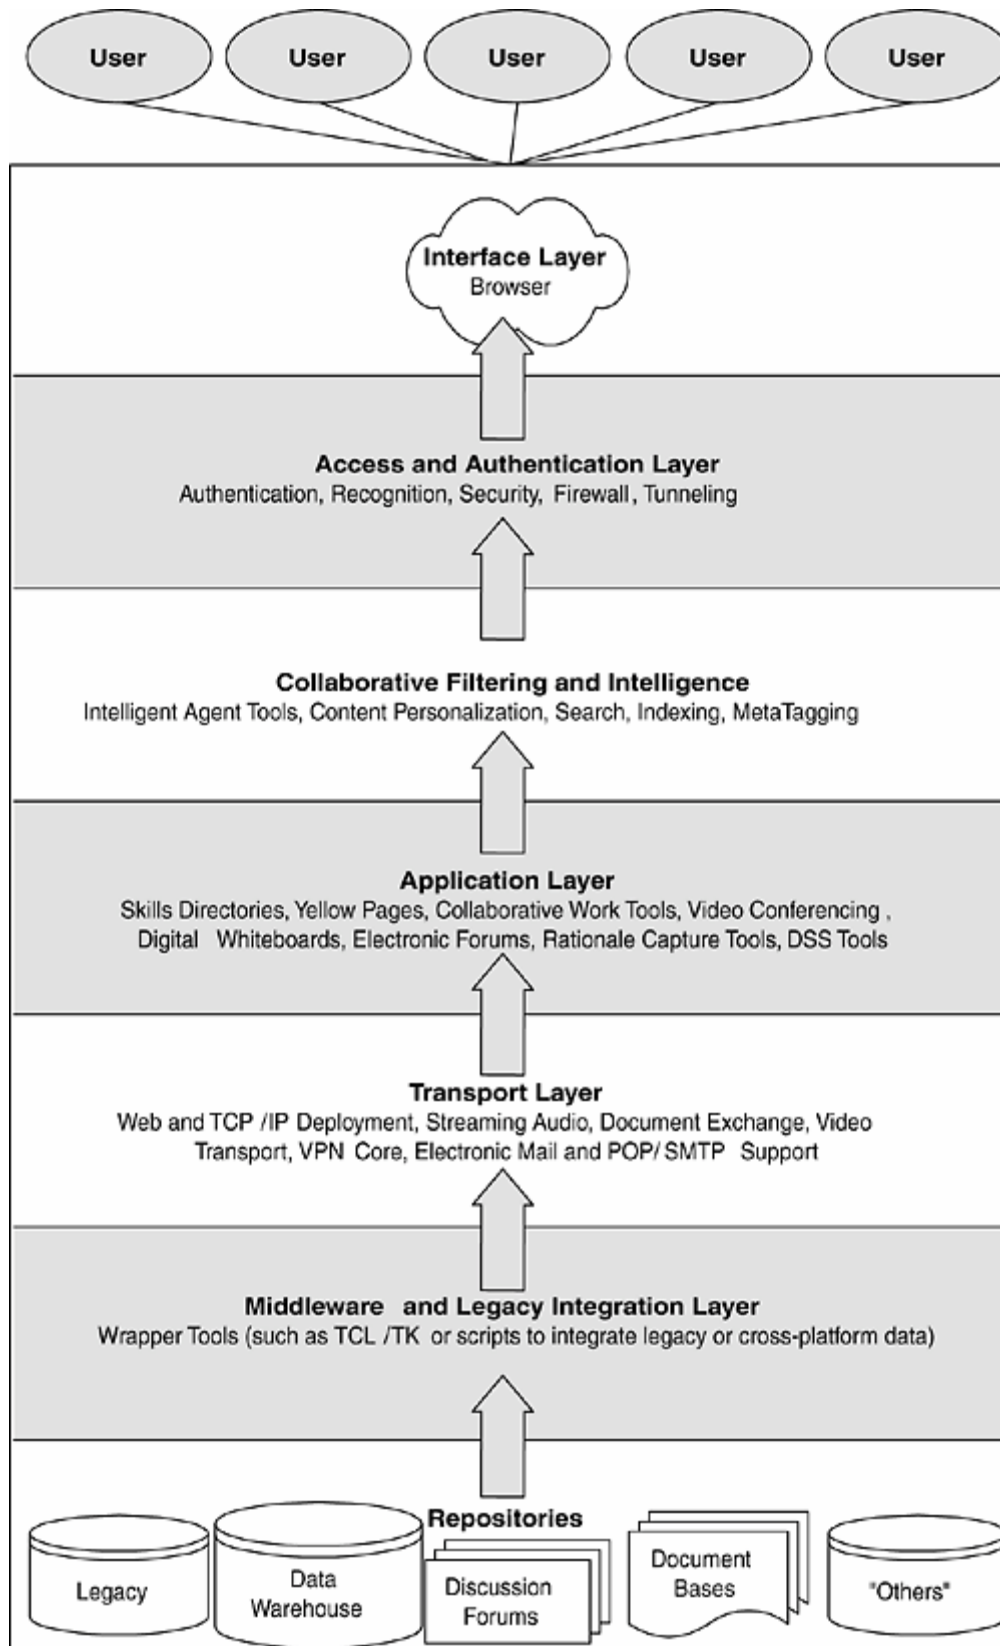 User User User User User
Interface Layer
Browser
Access and Authentication Layer
Authentication, Recognition, Security, Firewall, Tunneling
Collaborative Filtering and Intelligence
Intelligent Agent Tools, Content Personalization, Search, Indexing, MetaTagging
Application Layer
Skills Directories, Yellow Pages, Collaborative Work Tools, Video Conferencing ,
Digital Whiteboards, Electronic Forums, Rationale Capture Tools, DSS Tools
Transport Layer
Web and TCP /IP Deployment, Streaming Audio, Document Exchange, Video
Transport, VPN Core, Electronic Mail and POP/ SMTP Support
Middleware and Legacy Integration Layer
Wrapper Tools (such as TCL /TK or scripts to integrate legacy or cross-platform data)
Repositories
Legacy
Data
Warehouse
Discussion
Forums
Document
Bases
"Others"